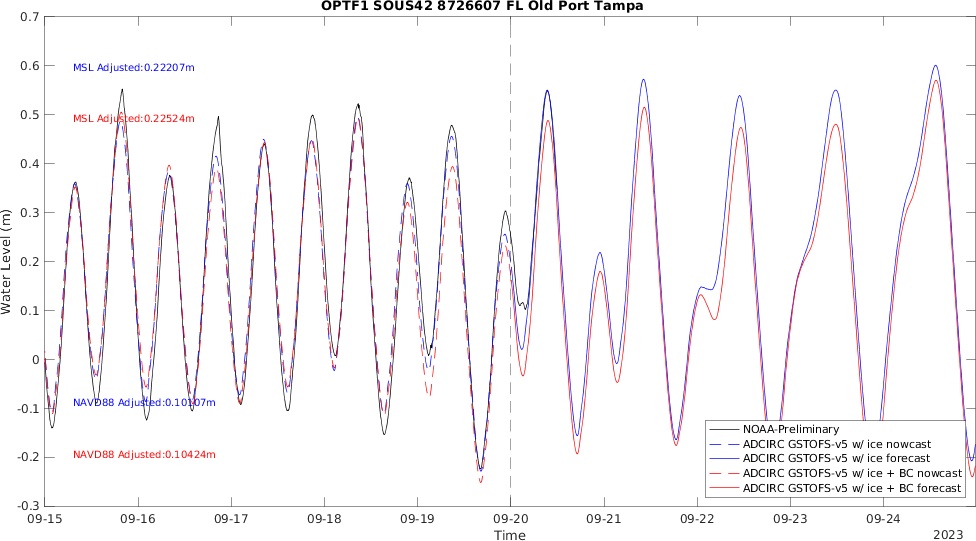 OPTF1 SOUS42 8726607 FL Old Port Tampa
0.7
0.6
0.5
0.4
0.3
0.2
0.1
0
-0.1
-0.2
-0.3
Water Level (m)
MSL Adjusted:0.22207m
MSL Adjusted:0.22524m
NAVD88 Adjusted:0.10107m
NAVD88 Adjusted:0.10424m
NOAA-Preliminary
ADCIRC GSTOFS-v5 w/ ice nowcast
ADCIRC GSTOFS-v5 w/ ice forecast
ADCIRC GSTOFS-v5 w/ ice + BC nowcast
ADCIRC GSTOFS-v5 w/ ice + BC forecast
09-15 09-16 09-17 09-18 09-19 09-20 09-21 09-22 09-23 09-24
Time
2023